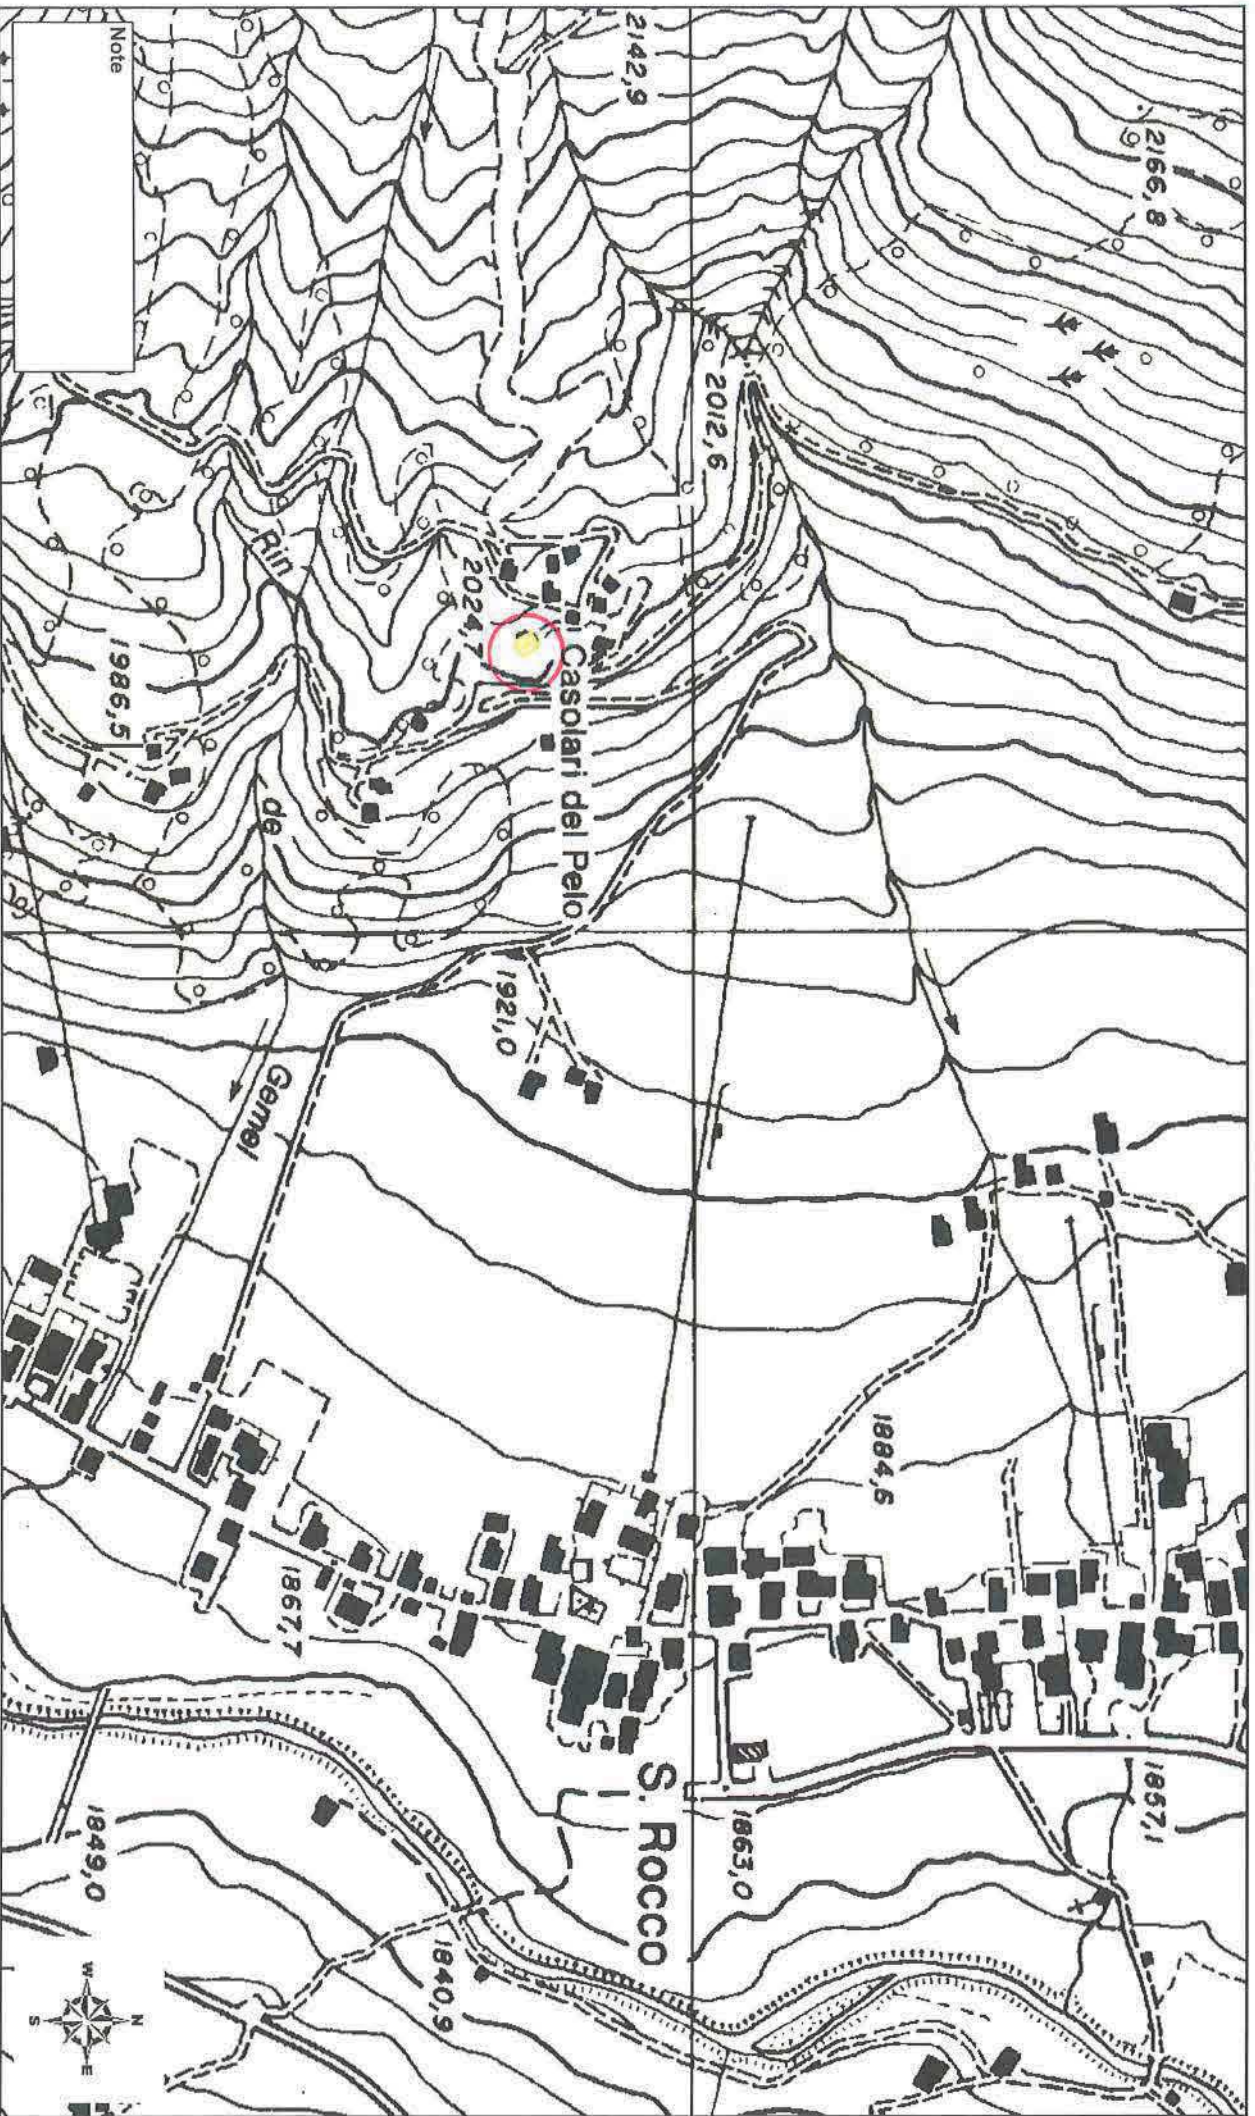 Note
2142,9
2166,8
2012,6
2024,1
Casolari del Pelo
Rin
de
Gemel
1986,5
1921,0
1884,6
1867,7
S. Rocco
1857,1
1863,0
1849,0
1840,9
N
W
E
S